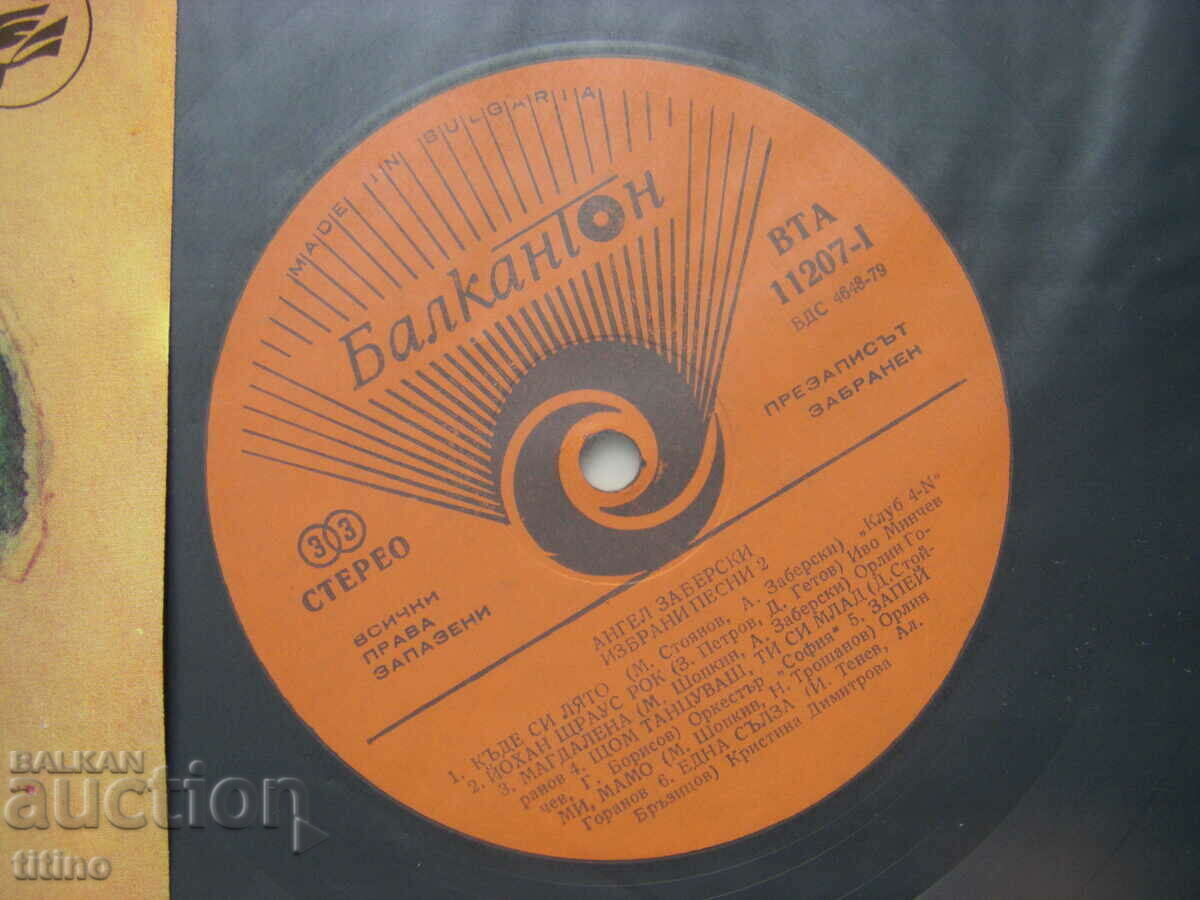 MADE IN BULGARIA
Балкантон
ВТА
11207-1
БДС 4648-79
ПРЕЗАПИСЪТ
ЗАБРАНЕН
33
СТЕРЕО
ВСИЧКИ
ПРАВА
ЗАПАЗЕНИ
АНГЕЛ ЗАБЕРСКИ
ИЗБРАНИ ПЕСНИ 2
1. КЪДЕ СИ ЛЯТО (М. Стоянов, А. Заберски) „Клуб 4-N"
2. ЙОХАН ЩРАУС РОК (З. Петров, Д. Гетов) Иво Минчев
3. МАГДАЛЕНА (М. Шопкин, А. Заберски) Орлин Го-
ранов 4. ЩОМ ТАНЦУВАШ, ТИ СИ МЛАД (Д. Стой-
чев, Г. Борисов) Оркестър "София" 5. ЗАПЕЙ
МИ, МАМО (М. Шопкин, Н. Трошанов) Орлин
Горанов 6. ЕДНА СЪЛЗА (Й. Тенев, Ал.
Бръзицов) Кристина Димитрова
BALKAN
auction
titino